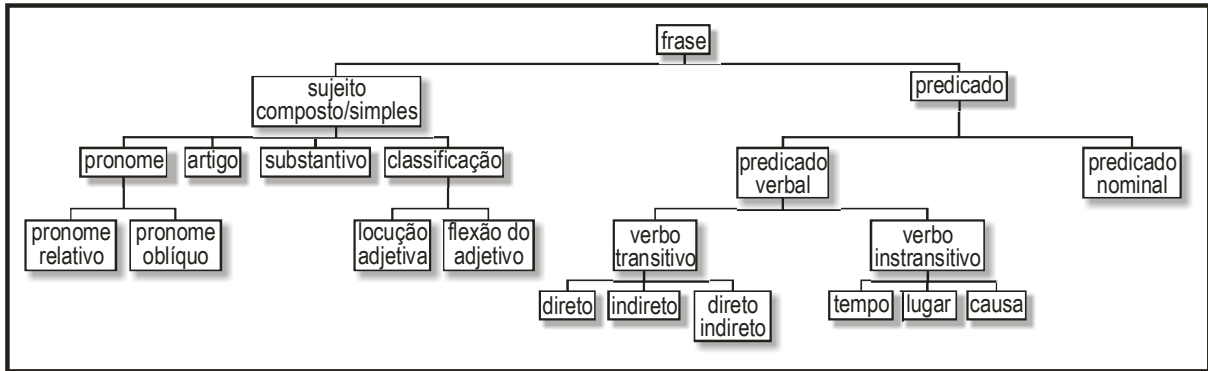 frase
sujeito
composto/simples
predicado
pronome
artigo
substantivo
classificação
predicado
verbal
predicado
nominal
pronome
relativo
pronome
oblíquo
locução
adjetiva
flexão do
adjetivo
verbo
transitivo
verbo
instransitivo
direto
indireto
direto
indireto
tempo
lugar
causa